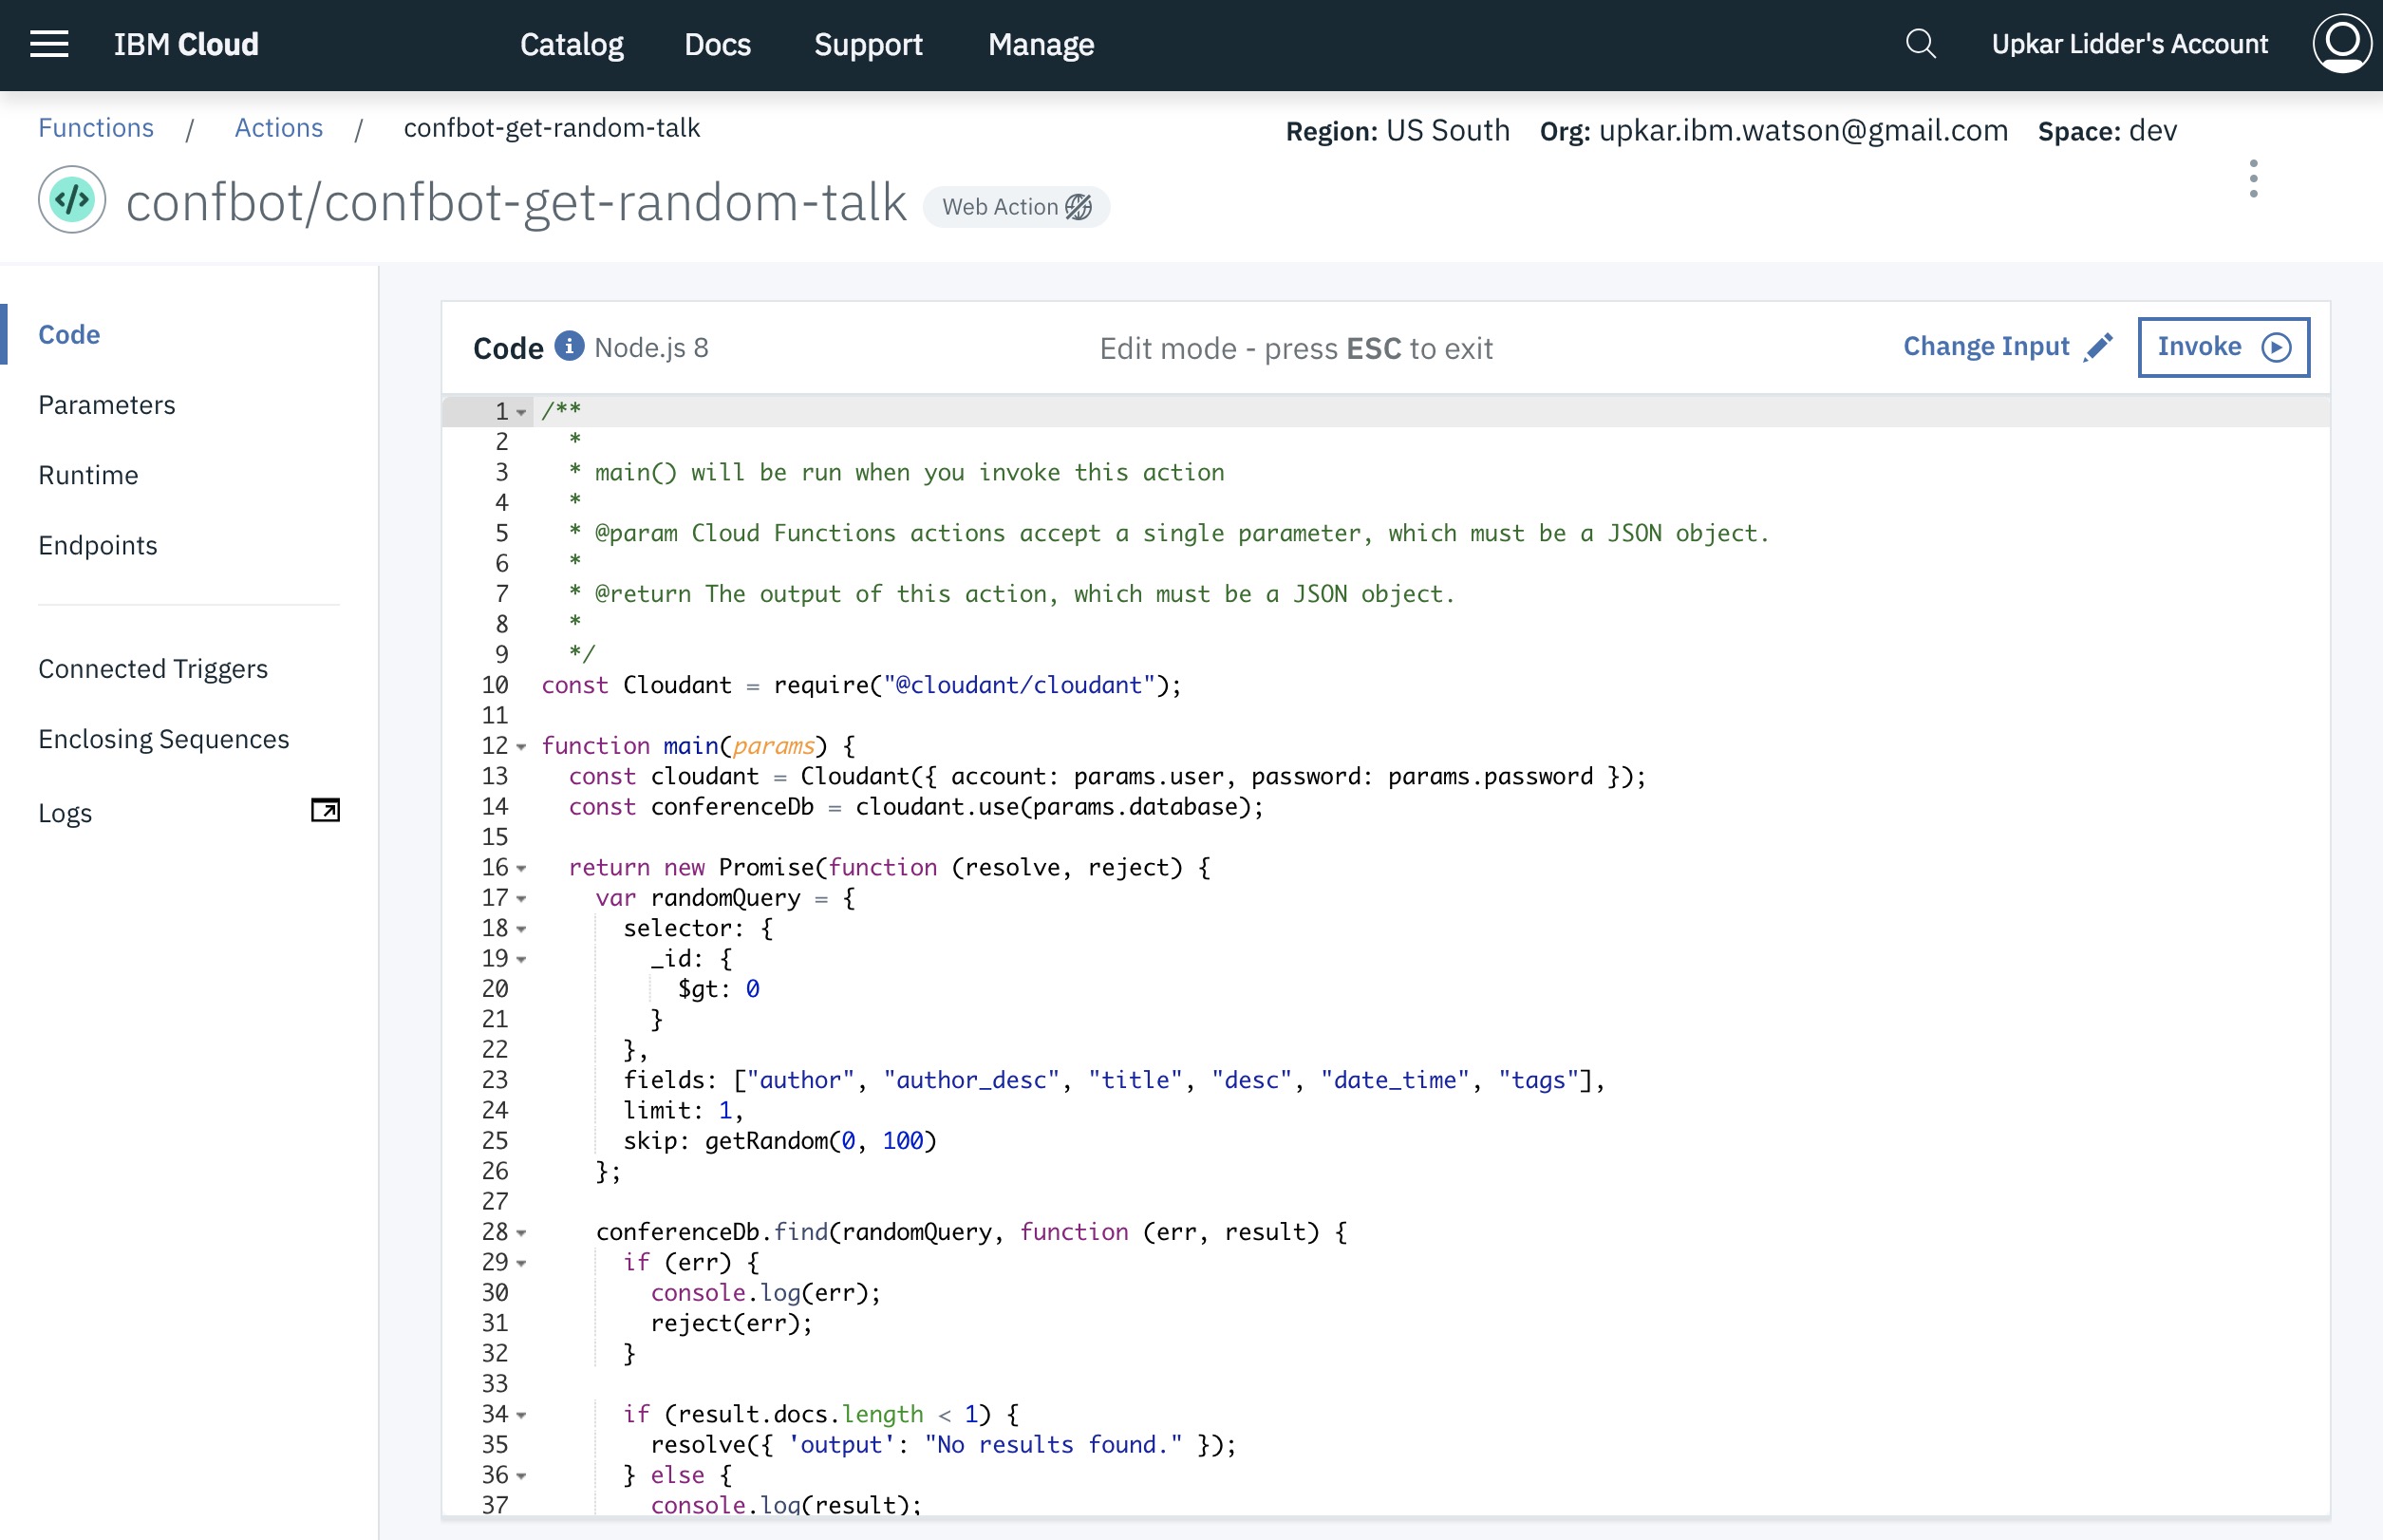 IBM Cloud Catalog Docs Support Manage Upkar Lidder's Account
Functions / Actions / confbot-get-random-talk Region: US South Org: upkar.ibm.watson@gmail.com Space: dev
confbot/confbot-get-random-talk Web Action
Code
Parameters
Runtime
Endpoints
Connected Triggers
Enclosing Sequences
Logs
Code Node.js 8 Edit mode - press ESC to exit Change Input Invoke
1 /**
2   *
3   * main() will be run when you invoke this action
4   *
5   * @param Cloud Functions actions accept a single parameter, which must be a JSON object.
6   *
7   * @return The output of this action, which must be a JSON object.
8   *
9   */
10 const Cloudant = require("@cloudant/cloudant");
11
12 function main(params) {
13   const cloudant = Cloudant({ account: params.user, password: params.password });
14   const conferenceDb = cloudant.use(params.database);
15
16   return new Promise(function (resolve, reject) {
17     var randomQuery = {
18       selector: {
19         _id: {
20           $gt: 0
21         }
22       },
23       fields: ["author", "author_desc", "title", "desc", "date_time", "tags"],
24       limit: 1,
25       skip: getRandom(0, 100)
26     };
27
28     conferenceDb.find(randomQuery, function (err, result) {
29       if (err) {
30         console.log(err);
31         reject(err);
32       }
33
34       if (result.docs.length < 1) {
35         resolve({ 'output': "No results found." });
36       } else {
37         console.log(result);